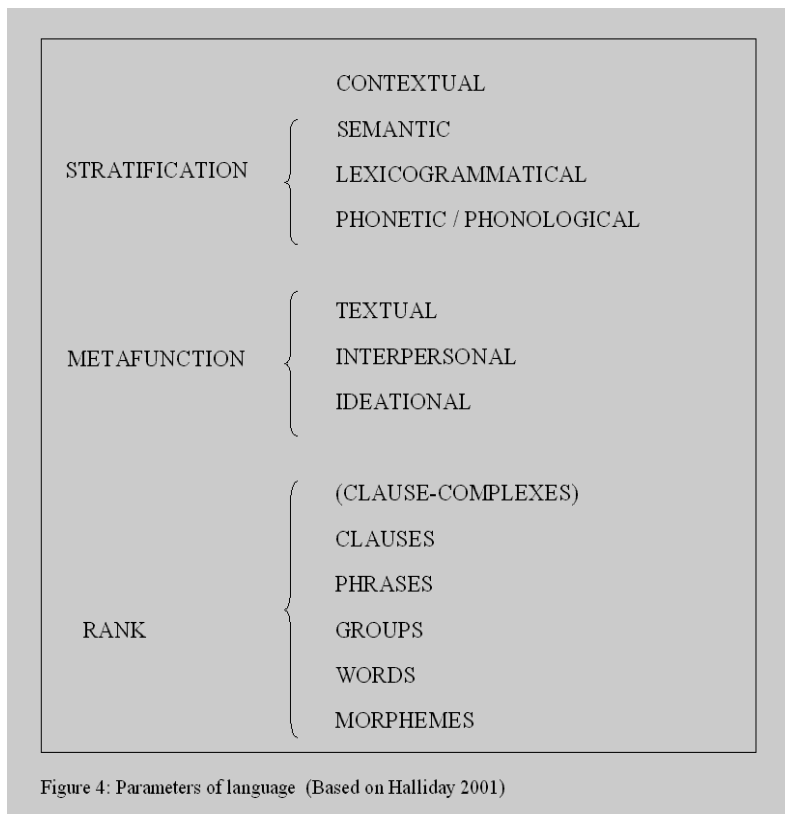 CONTEXTUAL
SEMANTIC
STRATIFICATION
LEXICOGRAMMATICAL
PHONETIC / PHONOLOGICAL
TEXTUAL
METAFUNCTION
INTERPERSONAL
IDEATIONAL
(CLAUSE-COMPLEXES)
CLAUSES
PHRASES
RANK
GROUPS
WORDS
MORPHEMES
Figure 4: Parameters of language (Based on Halliday 2001)